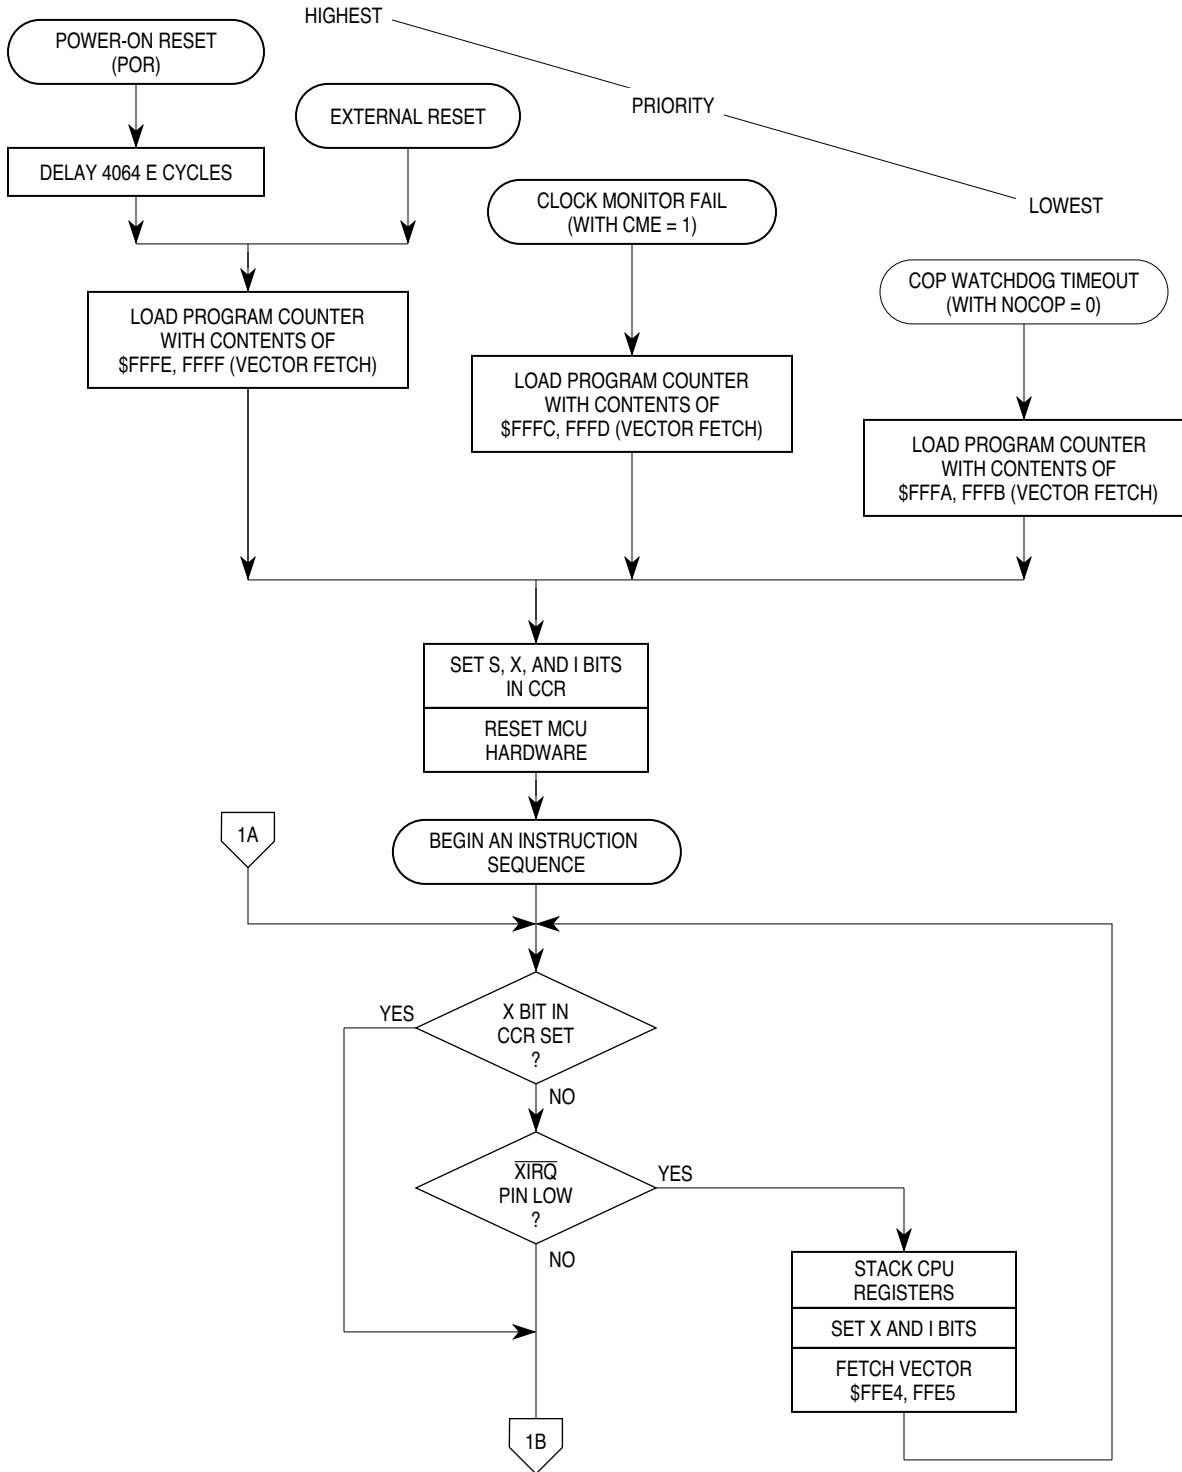 HIGHEST
POWER-ON RESET
(POR)
PRIORITY
EXTERNAL RESET
DELAY 4064 E CYCLES
CLOCK MONITOR FAIL
(WITH CME = 1)
LOWEST
COP WATCHDOG TIMEOUT
(WITH NOCOP = 0)
LOAD PROGRAM COUNTER
WITH CONTENTS OF
$FFFE, FFFF (VECTOR FETCH)
LOAD PROGRAM COUNTER
WITH CONTENTS OF
$FFFC, FFFD (VECTOR FETCH)
LOAD PROGRAM COUNTER
WITH CONTENTS OF
$FFFA, FFFB (VECTOR FETCH)
SET S, X, AND I BITS
IN CCR
RESET MCU
HARDWARE
1A
BEGIN AN INSTRUCTION
SEQUENCE
YES
X BIT IN
CCR SET
?
NO
XIRQ
PIN LOW
?
YES
NO
STACK CPU
REGISTERS
SET X AND I BITS
FETCH VECTOR
$FFE4, FFE5
1B